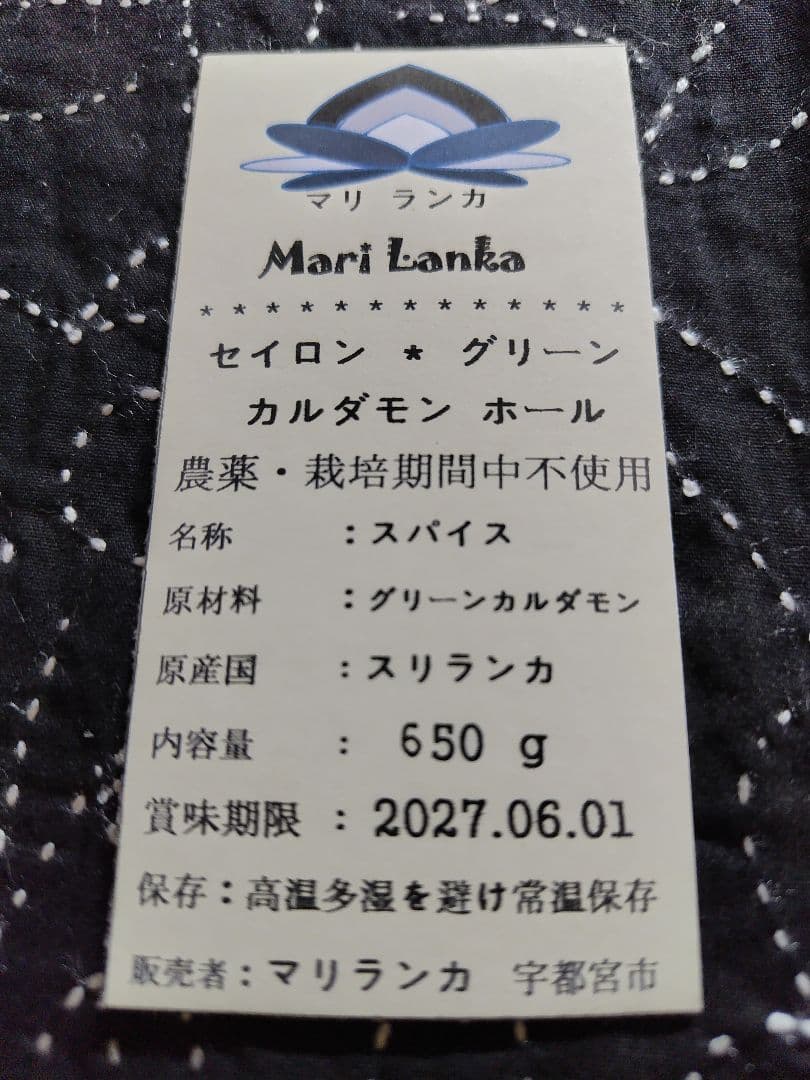 マリ ランカ
Mari Lanka
* * * * * * * * * * * * *
セイロン * グリーン
カルダモン ホール
農薬・栽培期間中不使用
名称 :スパイス
原材料 :グリーンカルダモン
原産国 :スリランカ
内容量 : 650 g
賞味期限 : 2027.06.01
保存:高温多湿を避け常温保存
販売者:マリランカ 宇都宮市